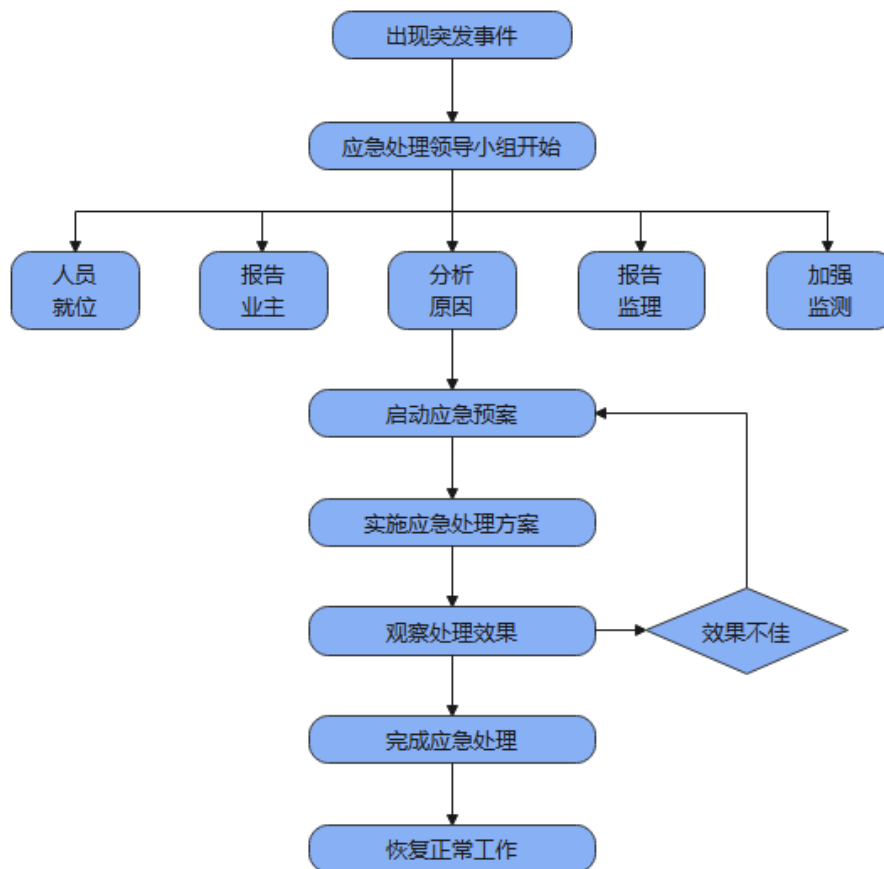 出现突发事件
应急处理领导小组开始
人员
就位
报告
业主
分析
原因
报告
监理
加强
监测
启动应急预案
实施应急处理方案
观察处理效果
效果不佳
完成应急处理
恢复正常工作